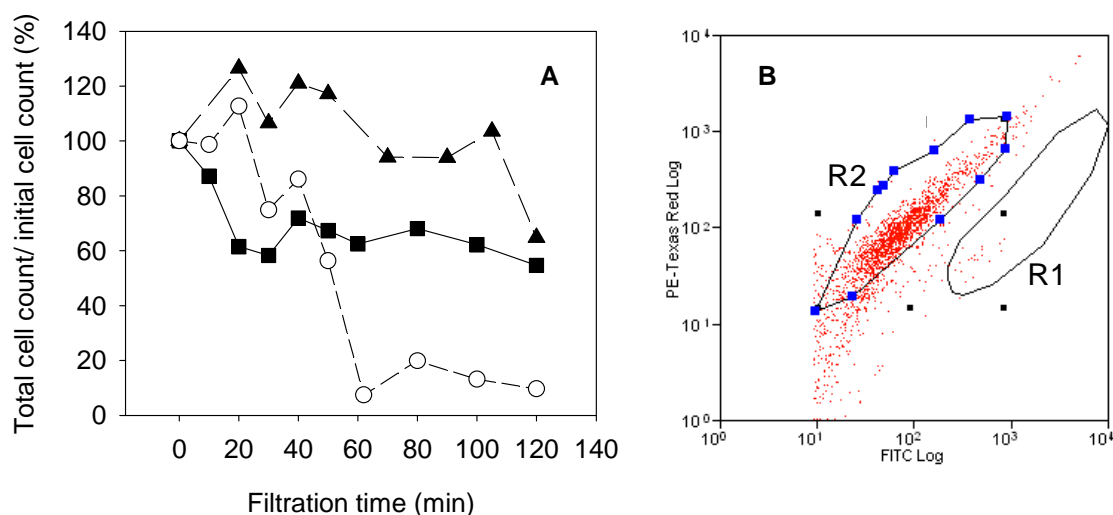 Total cell count/ initial cell count (%)
140
120
100
80
60
40
20
0
A
0 20 40 60 80 100 120 140
Filtration time (min)
B
PE-Texas Red Log
10⁴
10³
10²
10¹
10⁰
R2
R1
10⁰ 10¹ 10² 10³ 10⁴
FITC Log